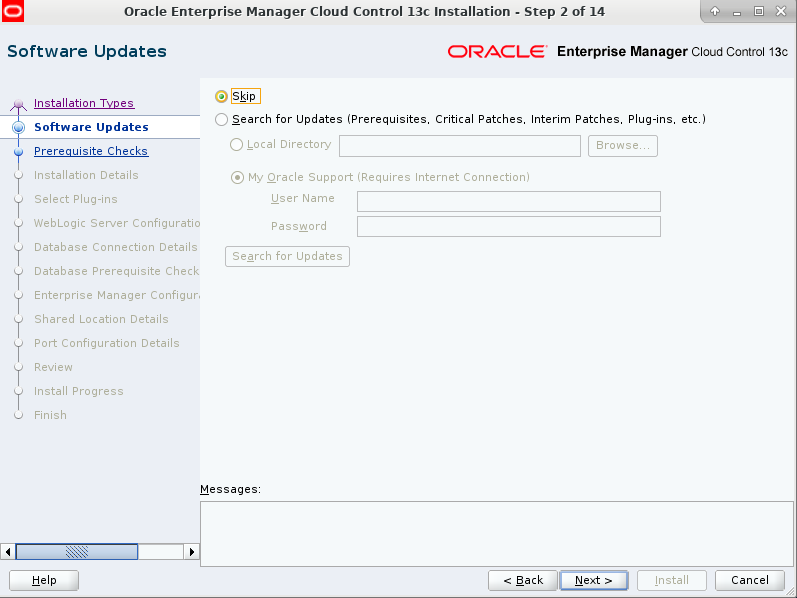 Oracle Enterprise Manager Cloud Control 13c Installation - Step 2 of 14
Software Updates
ORACLE Enterprise Manager Cloud Control 13c
Installation Types
Software Updates
Prerequisite Checks
Installation Details
Select Plug-ins
WebLogic Server Configuratio
Database Connection Details
Database Prerequisite Check
Enterprise Manager Configur
Shared Location Details
Port Configuration Details
Review
Install Progress
Finish
Skip
Search for Updates (Prerequisites, Critical Patches, Interim Patches, Plug-ins, etc.)
Local Directory
Browse...
My Oracle Support (Requires Internet Connection)
User Name
Password
Search for Updates
Messages:
Help
< Back
Next >
Install
Cancel